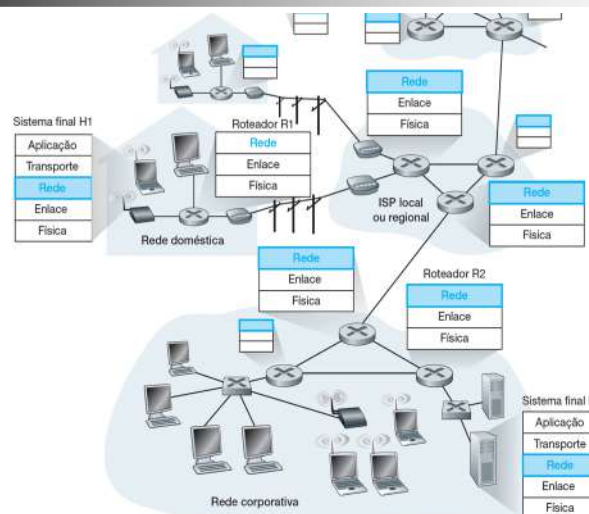 Rede
Enlace
Física
Sistema final H1
Aplicação
Transporte
Rede
Enlace
Física
Roteador R1
Rede
Enlace
Física
Rede doméstica
ISP local
ou regional
Rede
Enlace
Física
Rede
Enlace
Física
Roteador R2
Rede
Enlace
Física
Sistema final
Aplicação
Transporte
Rede
Enlace
Física
Rede corporativa